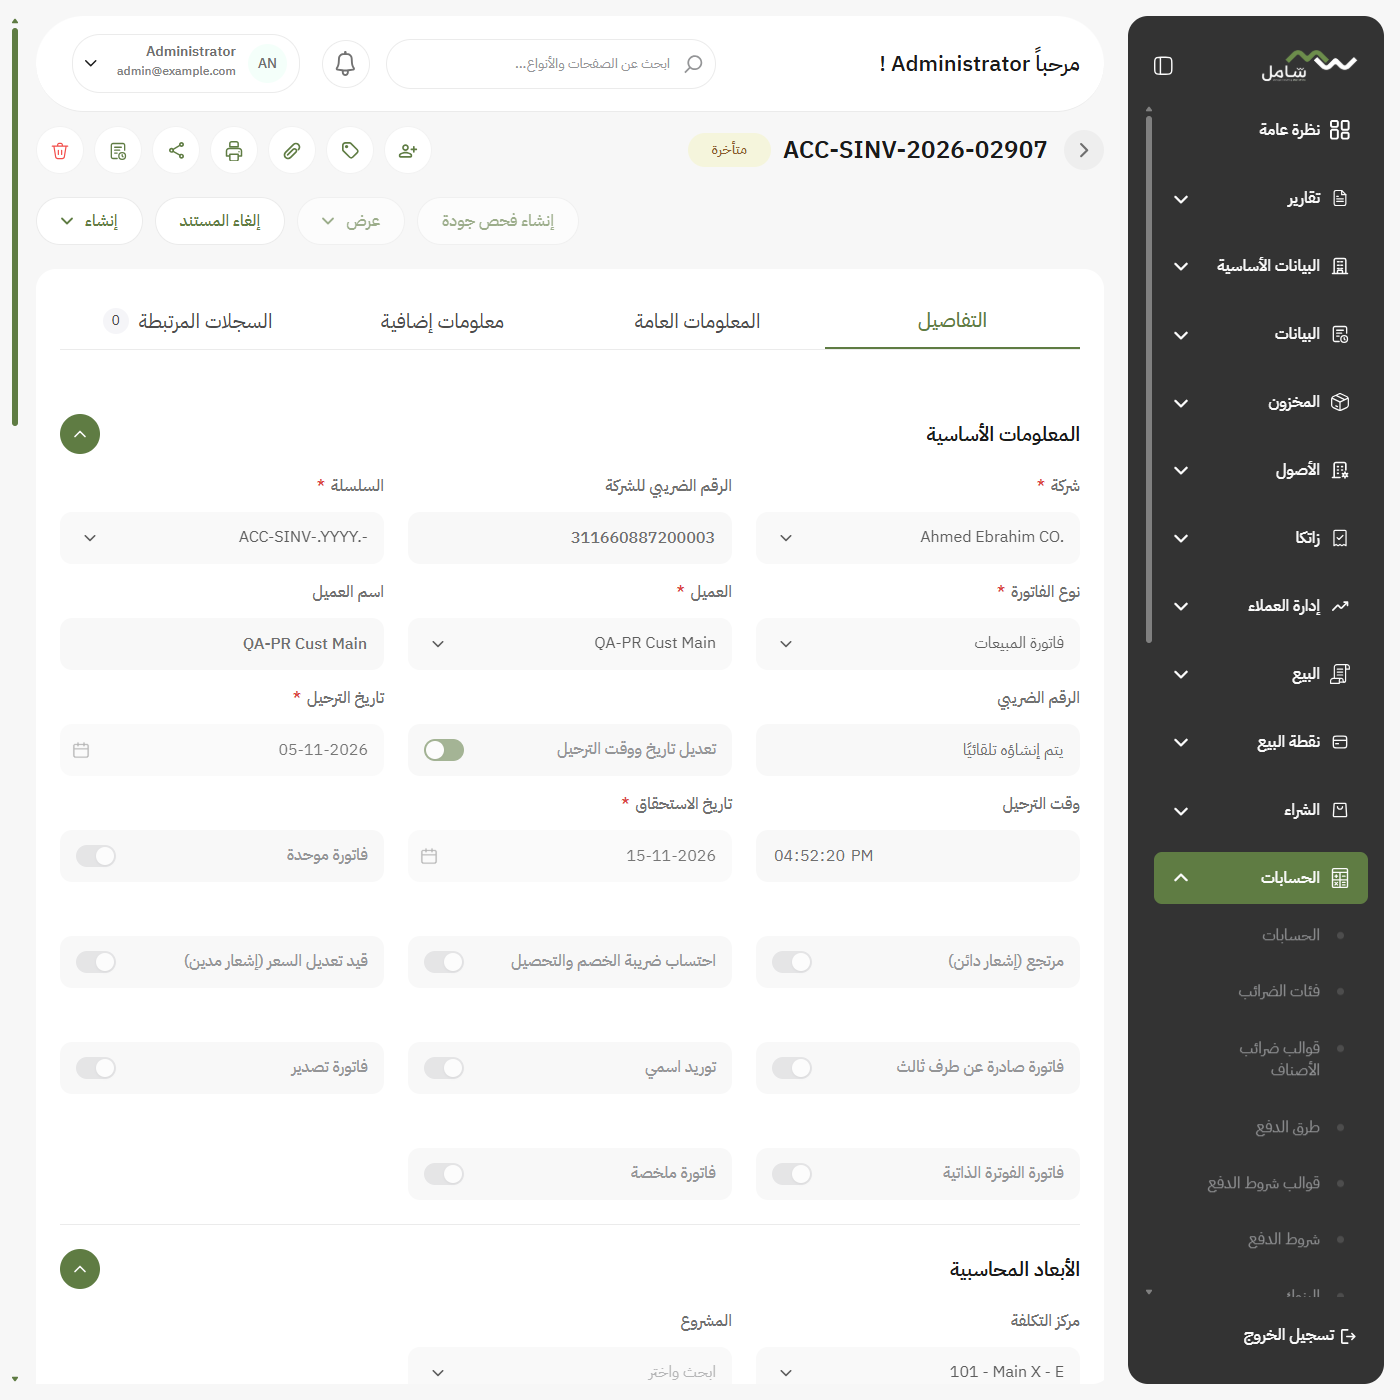 شامل
نظرة عامة
تقارير
البيانات الأساسية
البيانات
المخزون
الأصول
زاتكا
إدارة العملاء
البيع
نقطة البيع
الشراء
الحسابات
الحسابات
فئات الضرائب
قوالب ضرائب
الأصناف
طرق الدفع
قوالب شروط الدفع
شروط الدفع
تسجيل الخروج
مرحباً Administrator !
ابحث عن الصفحات والأنواع...
AN
Administrator
admin@example.com
ACC-SINV-2026-02907
متأخرة
إنشاء فحص جودة
عرض
إلغاء المستند
إنشاء
التفاصيل
المعلومات العامة
معلومات إضافية
السجلات المرتبطة 0
المعلومات الأساسية
شركة *
الرقم الضريبي للشركة
السلسلة *
Ahmed Ebrahim CO.
311660887200003
ACC-SINV-.YYYY.-
نوع الفاتورة *
العميل *
اسم العميل
فاتورة المبيعات
QA-PR Cust Main
QA-PR Cust Main
الرقم الضريبي
تاريخ الترحيل *
يتم إنشاؤه تلقائيًا
تعديل تاريخ ووقت الترحيل
05-11-2026
وقت الترحيل
تاريخ الاستحقاق *
04:52:20 PM
15-11-2026
فاتورة موحدة
مرتجع (إشعار دائن)
احتساب ضريبة الخصم والتحصيل
قيد تعديل السعر (إشعار مدين)
فاتورة صادرة عن طرف ثالث
توريد اسمي
فاتورة تصدير
فاتورة الفوترة الذاتية
فاتورة ملخصة
الأبعاد المحاسبية
مركز التكلفة
المشروع
101 - Main X - E
ابحث واختر